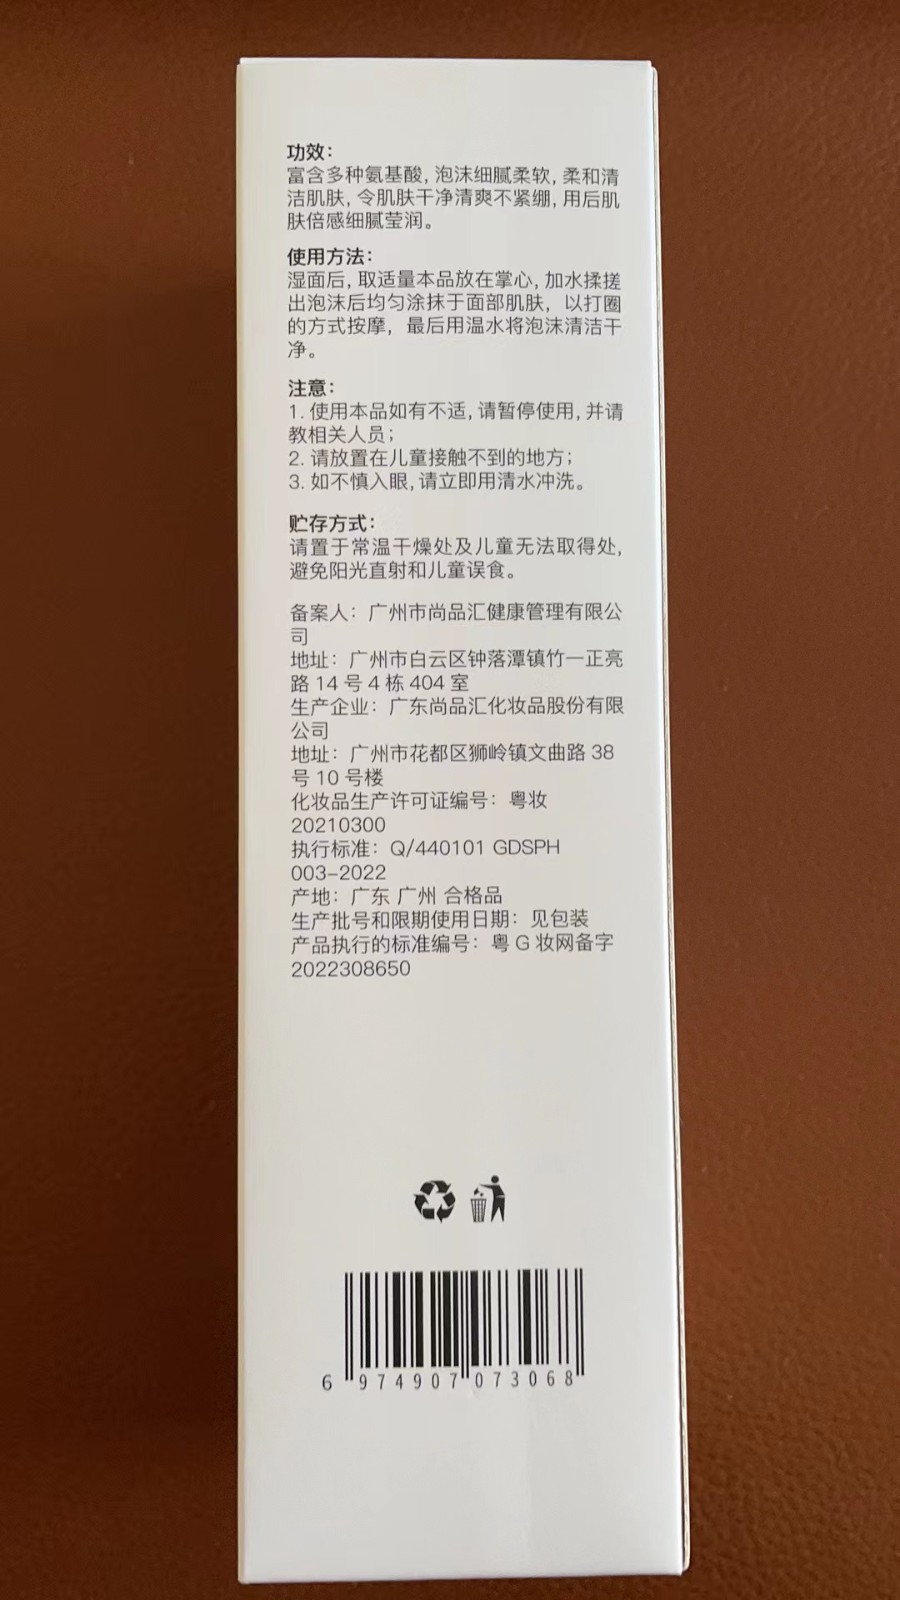 功效：
富含多种氨基酸，泡沫细腻柔软，柔和清
洁肌肤，令肌肤干净清爽不紧绷，用后肌
肤倍感细腻莹润。
使用方法：
湿面后，取适量本品放在掌心，加水揉搓
出泡沫后均匀涂抹于面部肌肤，以打圈
的方式按摩，最后用温水将泡沫清洁干
净。
注意：
1. 使用本品如有不适，请暂停使用，并请
教相关人员；
2. 请放置在儿童接触不到的地方；
3. 如不慎入眼，请立即用清水冲洗。
贮存方式：
请置于常温干燥处及儿童无法取得处，
避免阳光直射和儿童误食。
备案人：广州市尚品汇健康管理有限公
司
地址：广州市白云区钟落潭镇竹一正亮
路 14 号 4 栋 404 室
生产企业：广东尚品汇化妆品股份有限
公司
地址：广州市花都区狮岭镇文曲路 38
号 10 号楼
化妆品生产许可证编号：粤妆
20210300
执行标准：Q/440101 GDSPH
003-2022
产地：广东 广州 合格品
生产批号和限期使用日期：见包装
产品执行的标准编号：粤 G 妆网备字
2022308650
6 974907 073068